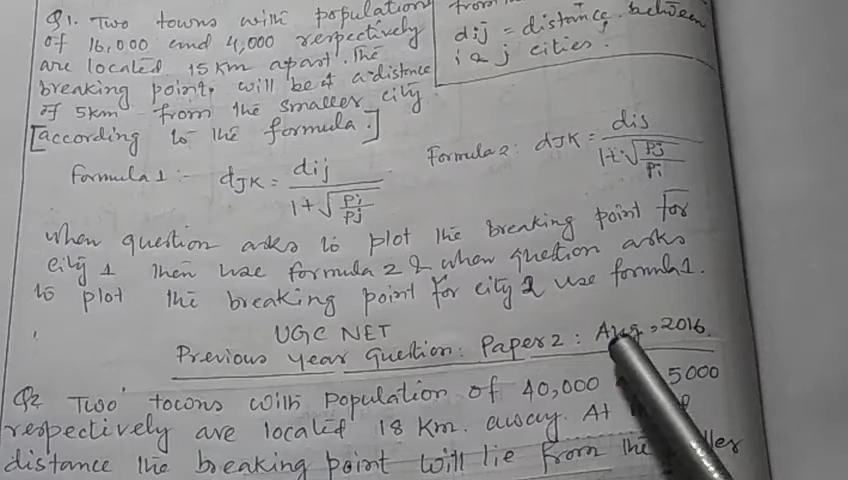 Q1. Two towns with population
of 16,000 and 4,000 respectively
are located 15 Km apart. The
breaking point, will be at a distance
of 5km from the smaller city
[according to the formula.]
from
dij = distance between
i & j cities.
Formula 1 :- dJK = dij / 1+√Pi/Pj
Formula 2: dJK = dis / 1+√Pj/Pi
when question asks to plot the breaking point for
city 1 then use formula 2 & when question asks
to plot the breaking point for city 2 use formula 1.
UGC NET
Previous year question: Paper 2: Aug, 2016.
Q2 Two towns with population of 40,000 5000
respectively are located 18 Km. away. At
distance the breaking point will lie from the